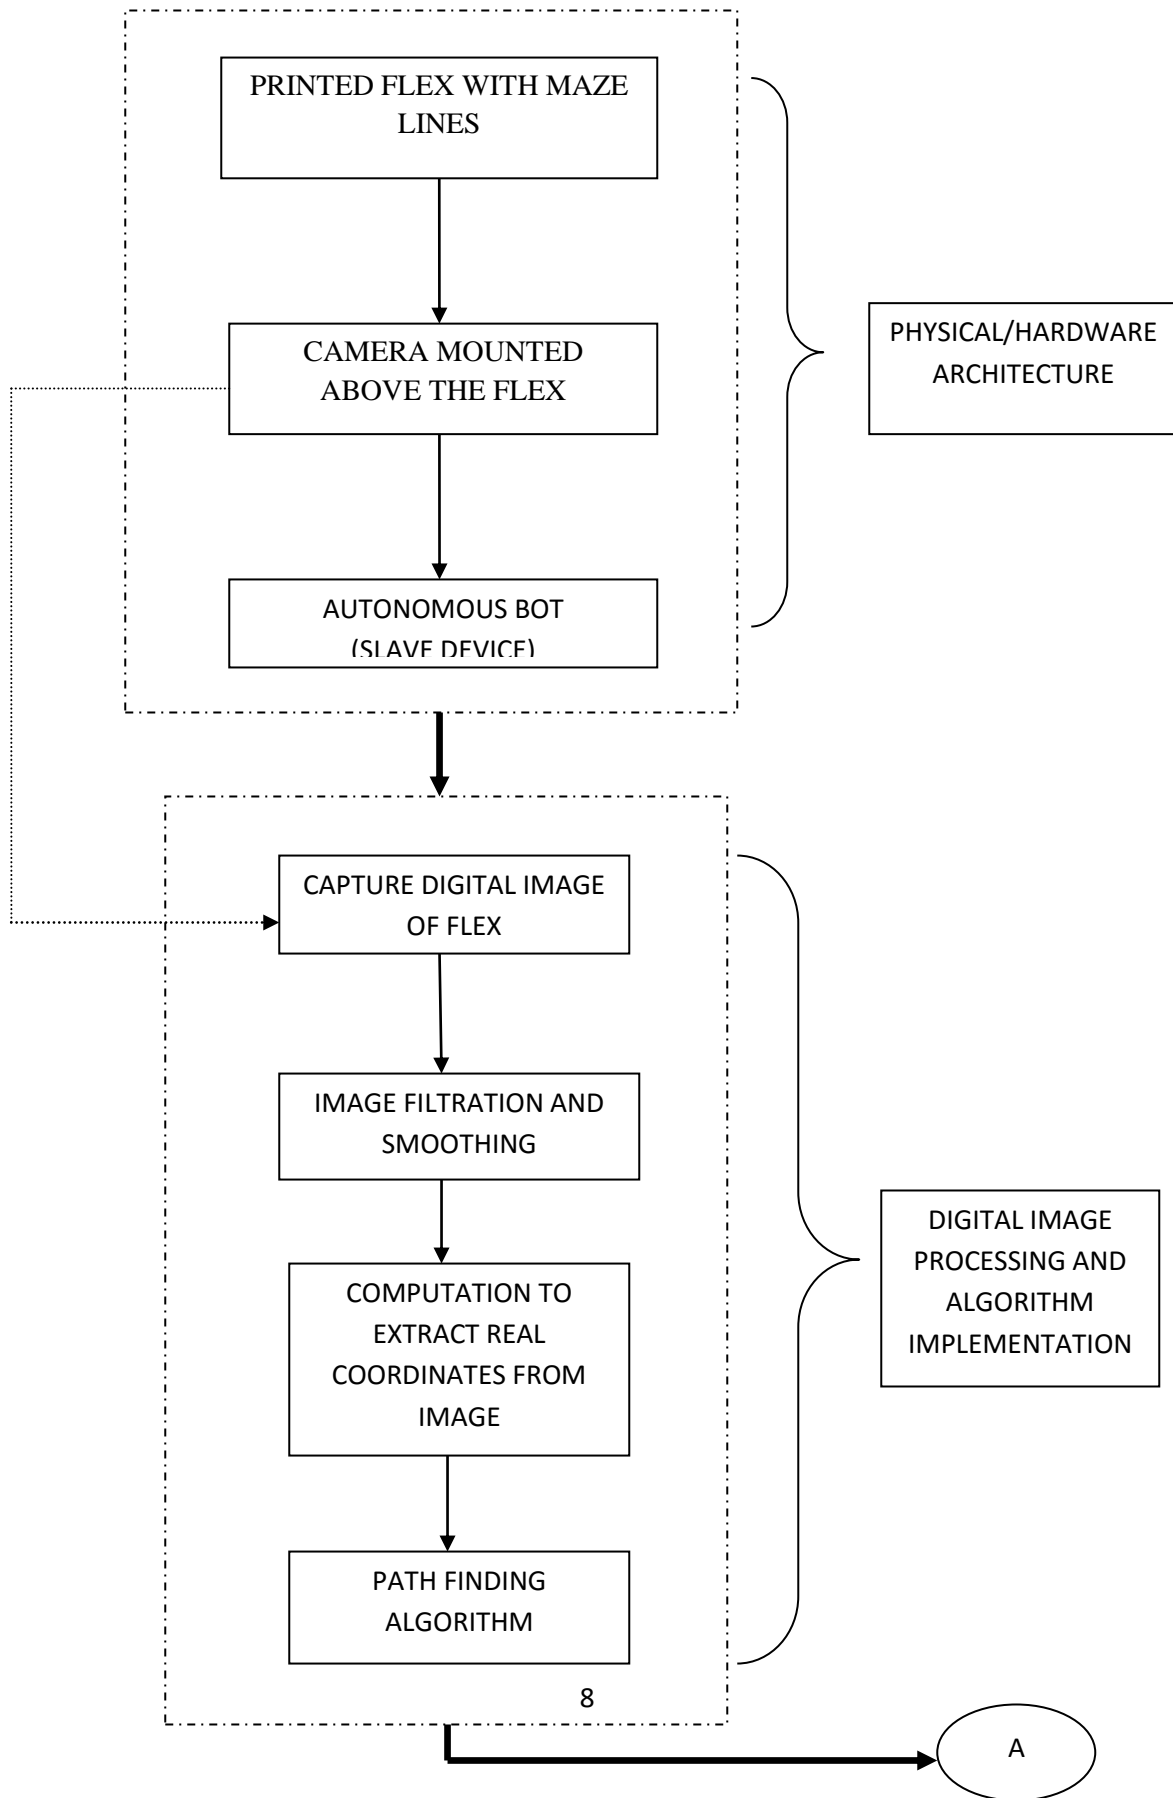 PRINTED FLEX WITH MAZE
LINES
CAMERA MOUNTED
ABOVE THE FLEX
PHYSICAL/HARDWARE
ARCHITECTURE
AUTONOMOUS BOT
(SLAVE DEVICE)
CAPTURE DIGITAL IMAGE
OF FLEX
IMAGE FILTRATION AND
SMOOTHING
COMPUTATION TO
EXTRACT REAL
COORDINATES FROM
IMAGE
DIGITAL IMAGE
PROCESSING AND
ALGORITHM
IMPLEMENTATION
PATH FINDING
ALGORITHM
8
A